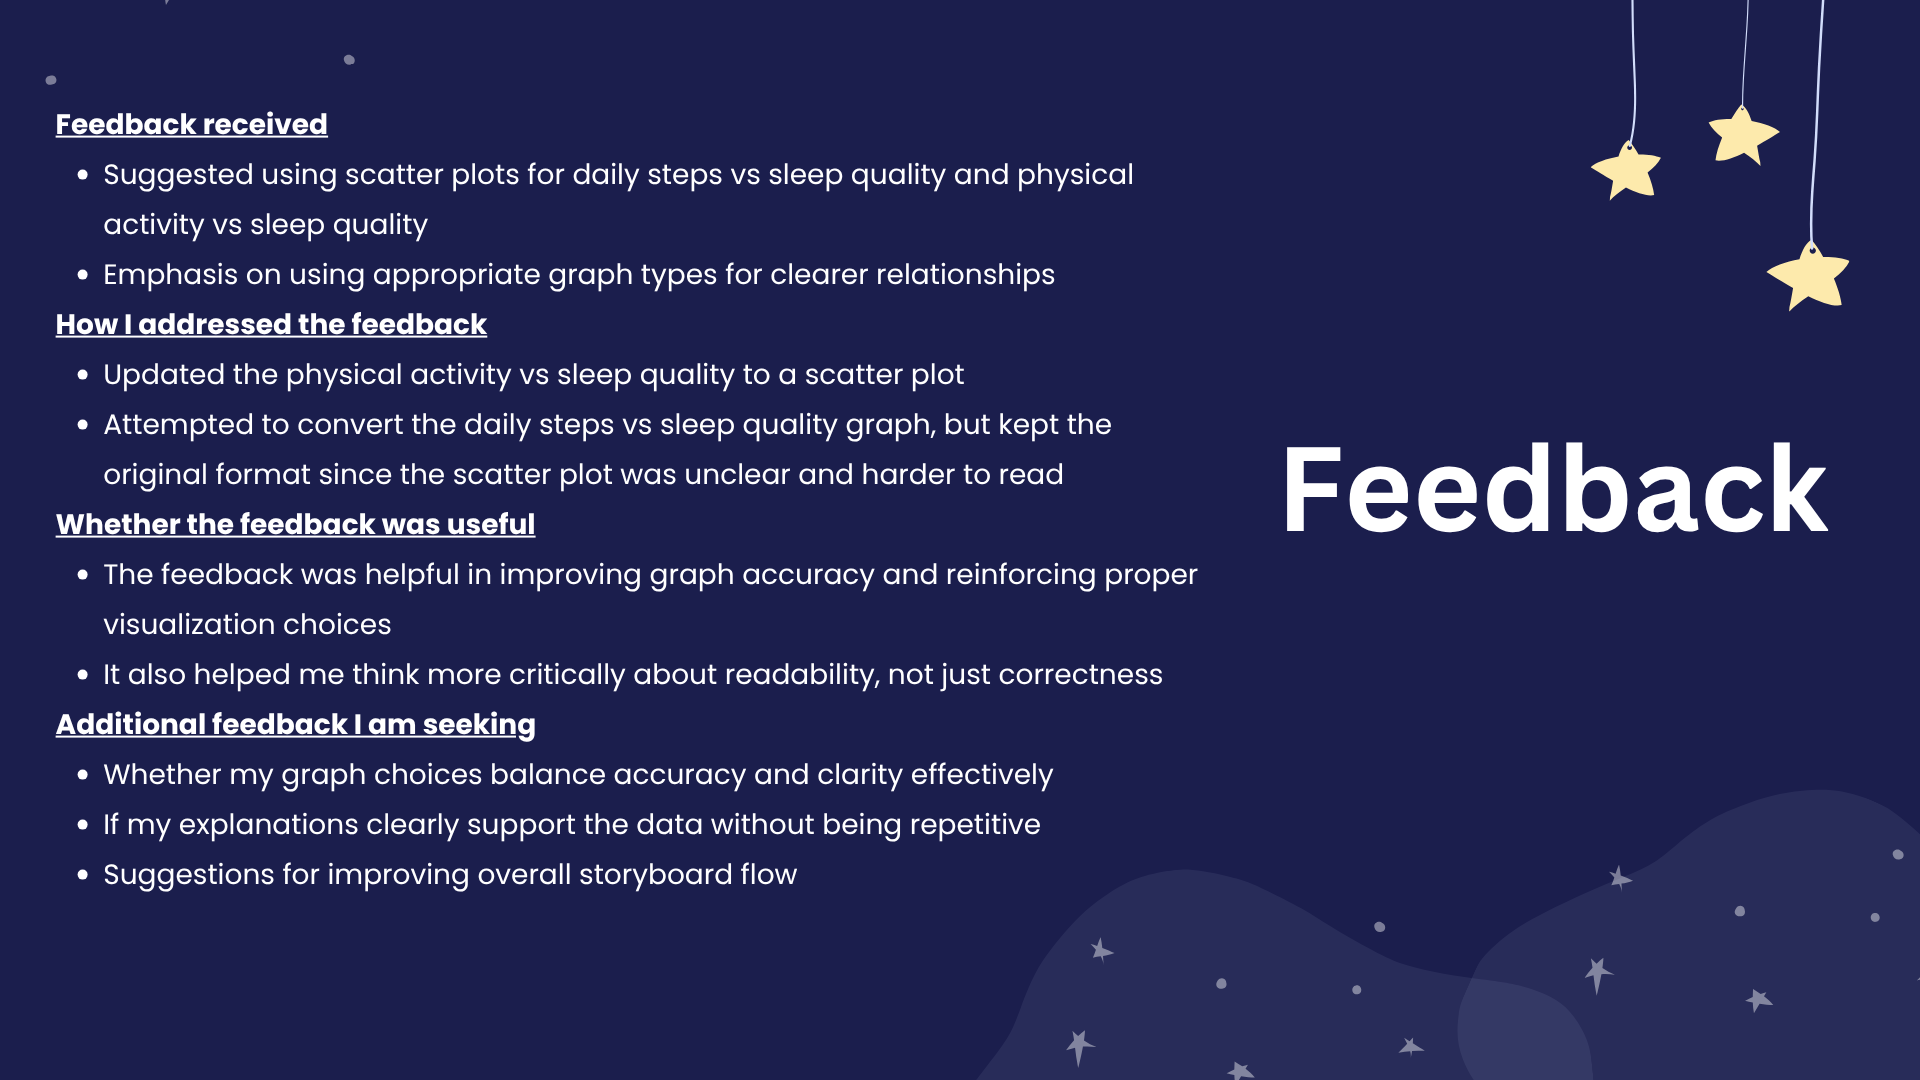 Feedback received
• Suggested using scatter plots for daily steps vs sleep quality and physical
activity vs sleep quality
• Emphasis on using appropriate graph types for clearer relationships
How I addressed the feedback
• Updated the physical activity vs sleep quality to a scatter plot
• Attempted to convert the daily steps vs sleep quality graph, but kept the
original format since the scatter plot was unclear and harder to read
Whether the feedback was useful
• The feedback was helpful in improving graph accuracy and reinforcing proper
visualization choices
• It also helped me think more critically about readability, not just correctness
Additional feedback I am seeking
• Whether my graph choices balance accuracy and clarity effectively
• If my explanations clearly support the data without being repetitive
• Suggestions for improving overall storyboard flow
Feedback